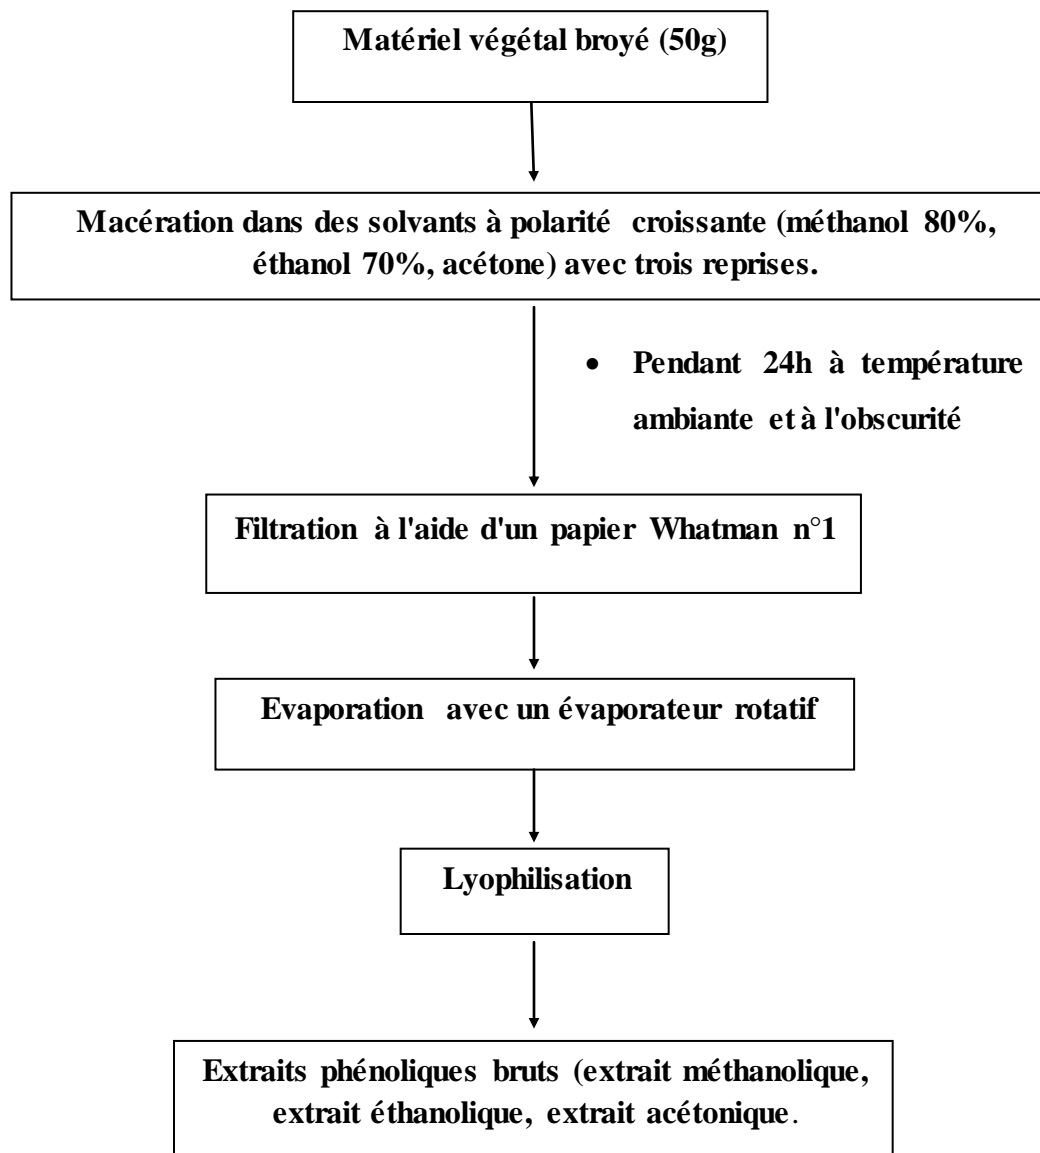 Matériel végétal broyé (50g)
Macération dans des solvants à polarité croissante (méthanol 80%,
éthanol 70%, acétone) avec trois reprises.
• Pendant 24h à température
ambiante et à l'obscurité
Filtration à l'aide d'un papier Whatman n°1
Evaporation avec un évaporateur rotatif
Lyophilisation
Extraits phénoliques bruts (extrait méthanolique,
extrait éthanolique, extrait acétonique.